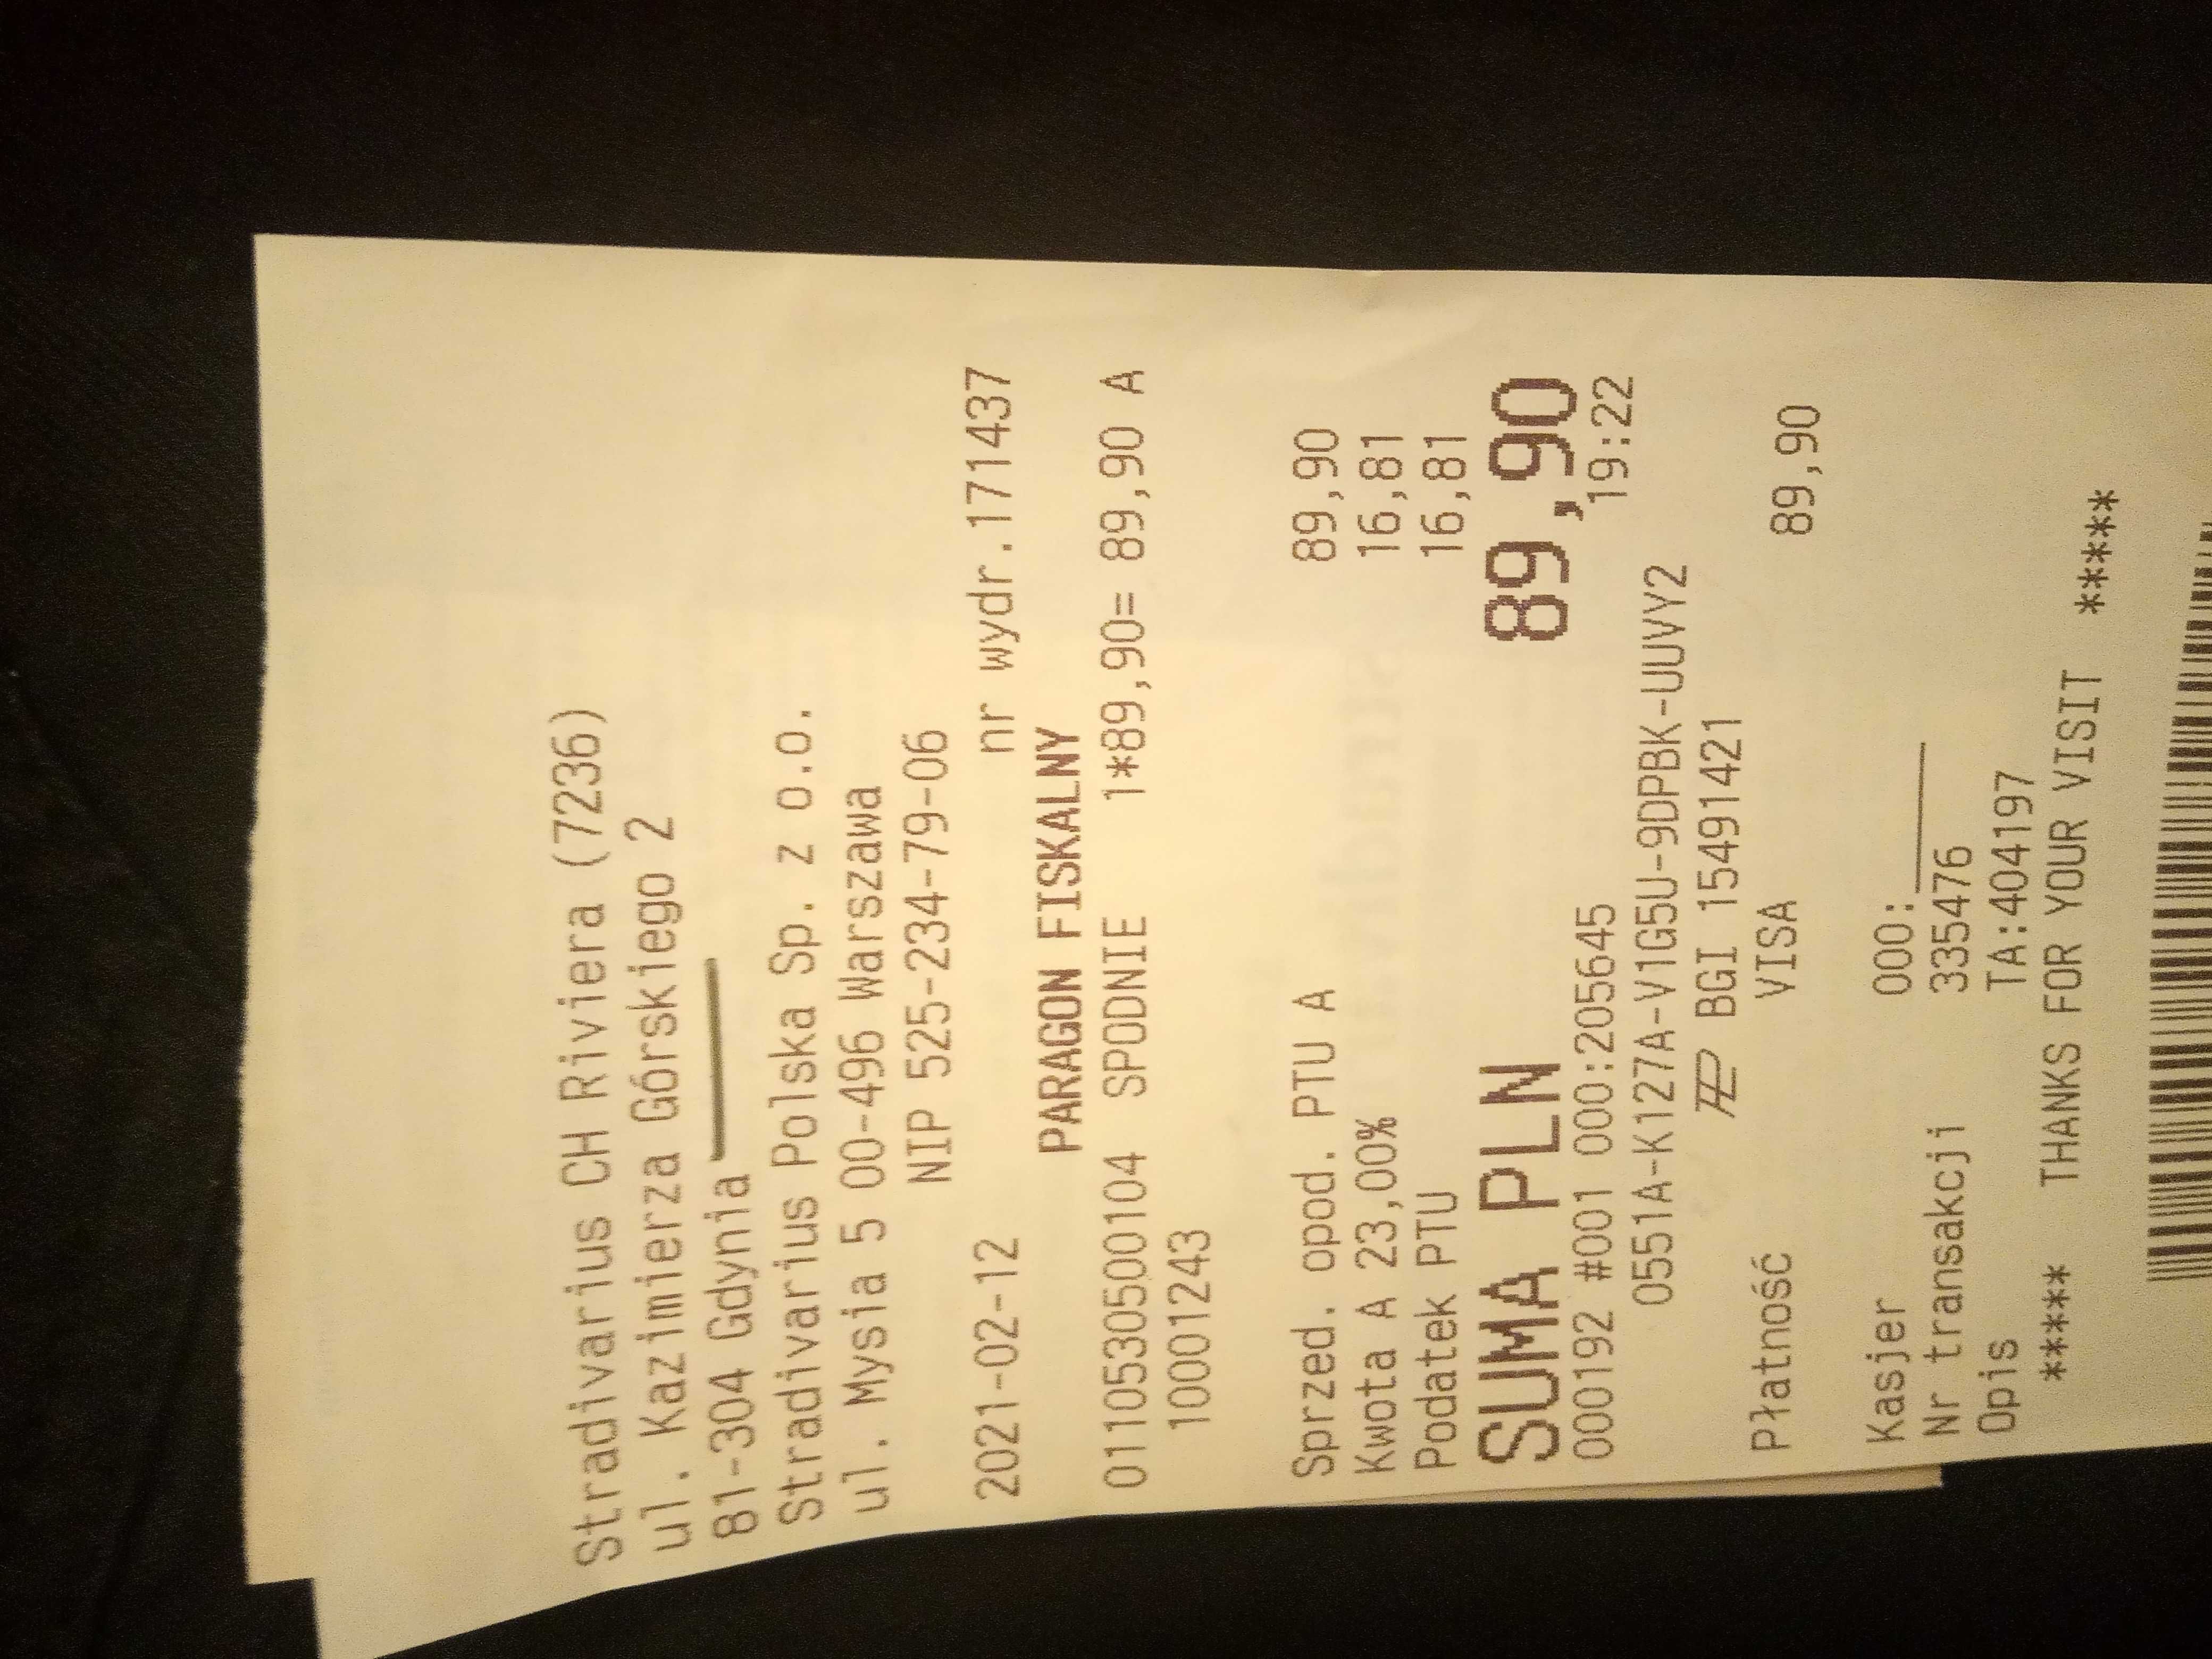 Stradivarius CH Riviera (7236)
ul. Kazimierza Górskiego 2
81-304 Gdynia
Stradivarius Polska Sp. z o.o.
ul. Mysia 5 00-496 Warszawa
NIP 525-234-79-06
2021-02-12 nr wydr.171437
PARAGON FISKALNY
0110530500104 SPODNIE 1*89,90= 89,90 A
10001243
Sprzed. opod. PTU A 89,90
Kwota A 23,00% 16,81
Podatek PTU 16,81
SUMA PLN 89,90
000192 #001 000:205645 19:22
0551A-K127A-V1G5U-9DPBK-UUVY2
BGI 15491421
Płatność VISA 89,90
Kasjer 000:
Nr transakcji 335476
Opis TA:404197
***** THANKS FOR YOUR VISIT *****